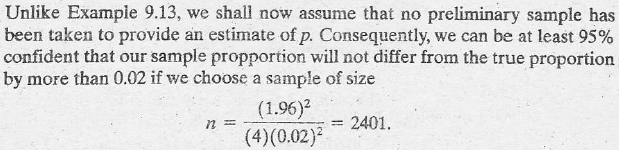 Unlike Example 9.13, we shall now assume that no preliminary sample has
been taken to provide an estimate of p. Consequently, we can be at least 95%
confident that our sample propportion will not differ from the true proportion
by more than 0.02 if we choose a sample of size
n = (1.96)² / (4)(0.02)² = 2401.